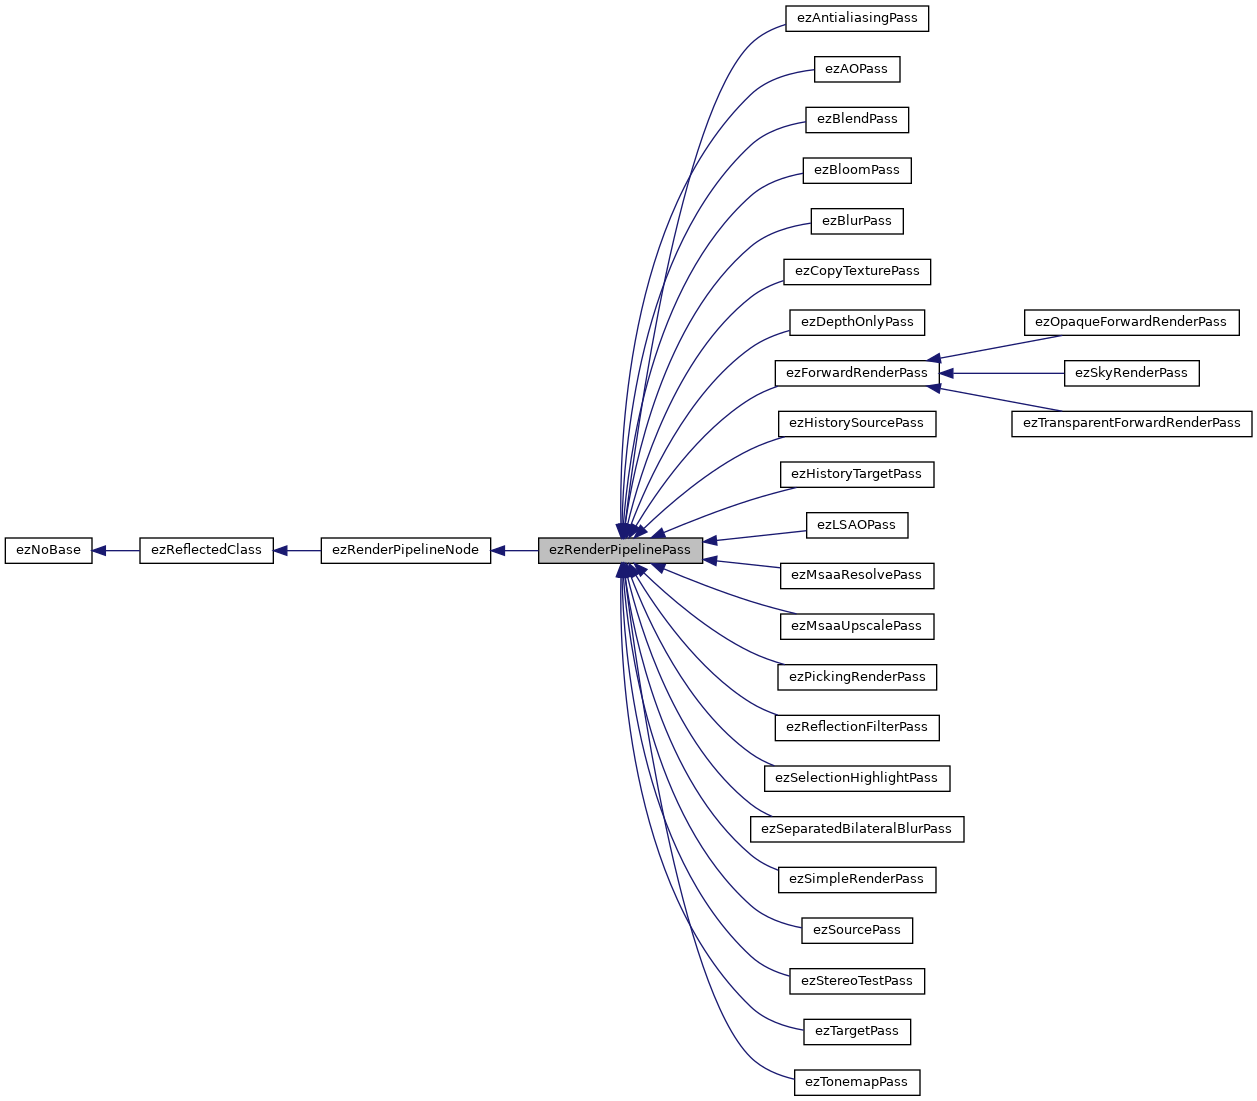 ezAntialiasingPass
ezAOPass
ezBlendPass
ezBloomPass
ezBlurPass
ezCopyTexturePass
ezDepthOnlyPass
ezOpaqueForwardRenderPass
ezForwardRenderPass
ezSkyRenderPass
ezHistorySourcePass
ezTransparentForwardRenderPass
ezHistoryTargetPass
ezLSAOPass
ezNoBase
ezReflectedClass
ezRenderPipelineNode
ezRenderPipelinePass
ezMsaaResolvePass
ezMsaaUpscalePass
ezPickingRenderPass
ezReflectionFilterPass
ezSelectionHighlightPass
ezSeparatedBilateralBlurPass
ezSimpleRenderPass
ezSourcePass
ezStereoTestPass
ezTargetPass
ezTonemapPass